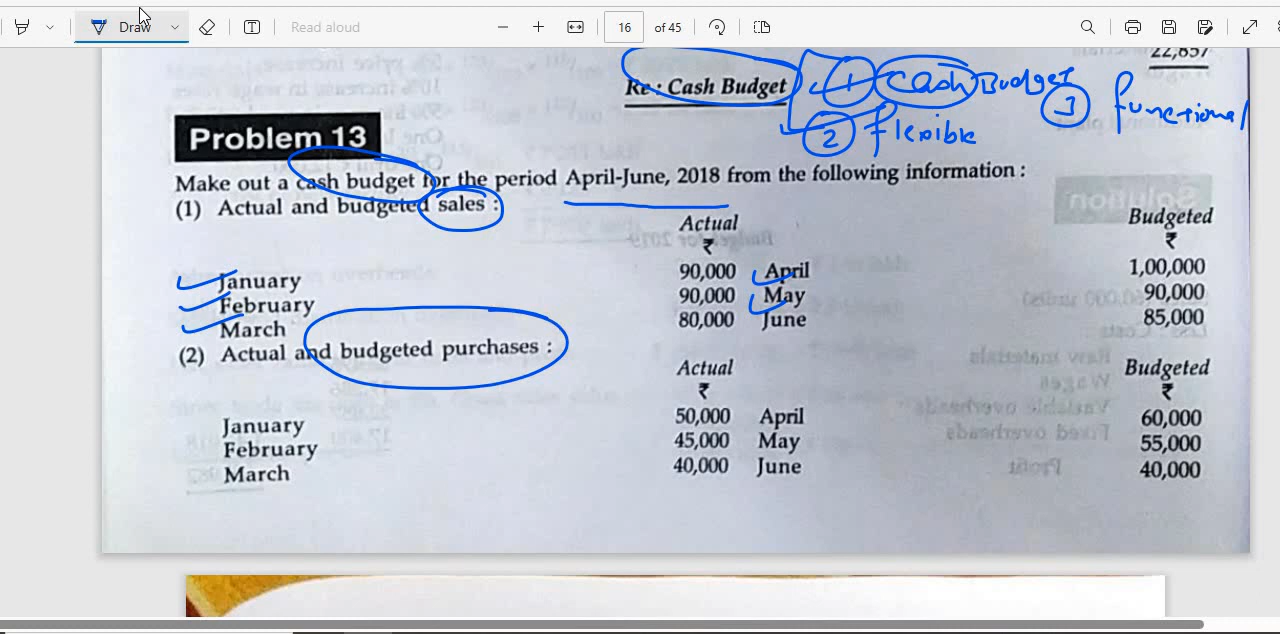 Draw
Read aloud
16 of 45
22,857
Re : Cash Budget
① Cash Budget
② flexible
③ functional
Problem 13
Make out a cash budget for the period April-June, 2018 from the following information :
(1) Actual and budgeted sales :
Actual Budgeted
₹ ₹
January 90,000 April 1,00,000
February 90,000 May 90,000
March 80,000 June 85,000
(2) Actual and budgeted purchases :
Actual Budgeted
₹ ₹
January 50,000 April 60,000
February 45,000 May 55,000
March 40,000 June 40,000